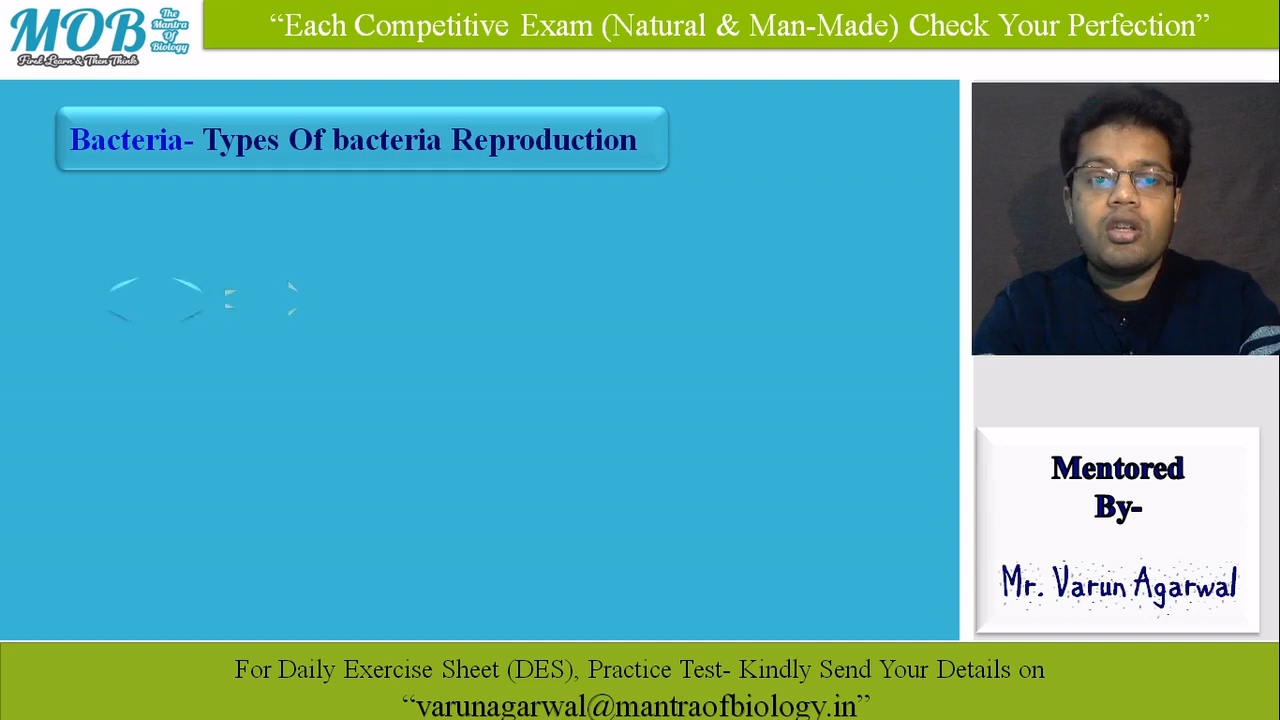 MOB The Mantra Of Biology
First Learn & Then Think
“Each Competitive Exam (Natural & Man-Made) Check Your Perfection”
Bacteria- Types Of bacteria Reproduction
Mentored
By-
Mr. Varun Agarwal
For Daily Exercise Sheet (DES), Practice Test- Kindly Send Your Details on
“varunagarwal@mantraofbiology.in”